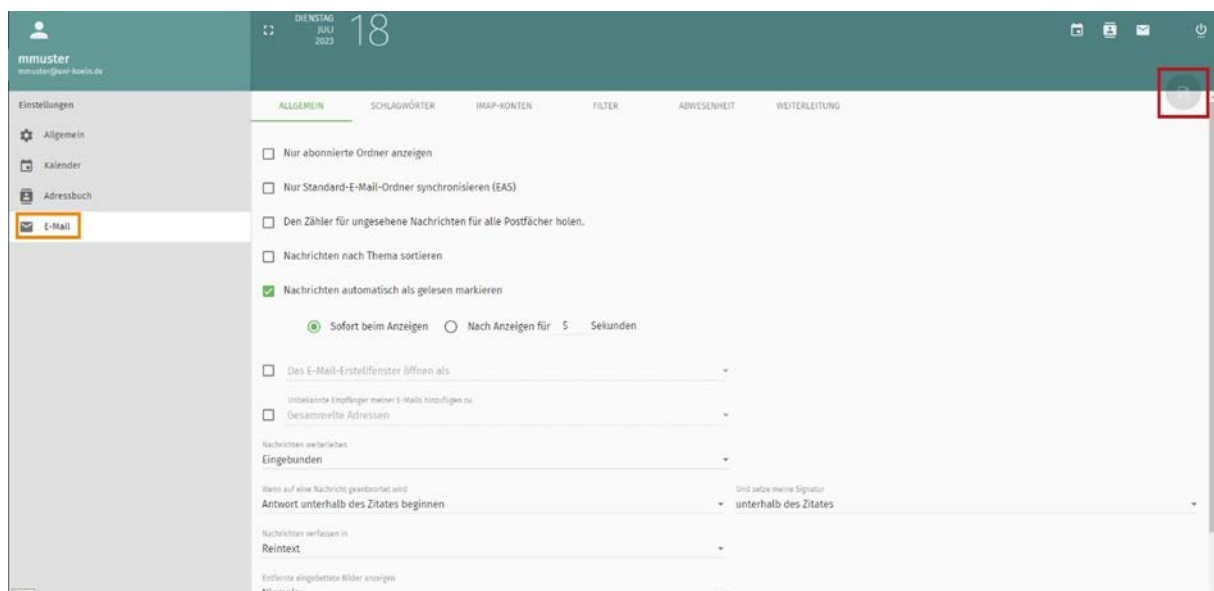 DIENSTAG
JULI
2023
18
mmuster
mmuster@uni-koeln.de
Einstellungen
Allgemein
Kalender
Adressbuch
E-Mail
ALLGEMEIN SCHLAGWÖRTER IMAP-KONTEN FILTER ABWESENHEIT WEITERLEITUNG
Nur abonnierte Ordner anzeigen
Nur Standard-E-Mail-Ordner synchronisieren (EAS)
Den Zähler für ungesehene Nachrichten für alle Postfächer holen.
Nachrichten nach Thema sortieren
Nachrichten automatisch als gelesen markieren
Sofort beim Anzeigen Nach Anzeigen für 5 Sekunden
Das E-Mail-Erstellfenster öffnen als
Unbekannte Empfänger meiner E-Mails hinzufügen zu
Gesammelte Adressen
Nachrichten weiterleiten
Eingebunden
Wenn auf eine Nachricht geantwortet wird Und setze meine Signatur
Antwort unterhalb des Zitates beginnen unterhalb des Zitates
Nachrichten verfassen in
Reintext
Entfernte eingebettete Bilder anzeigen